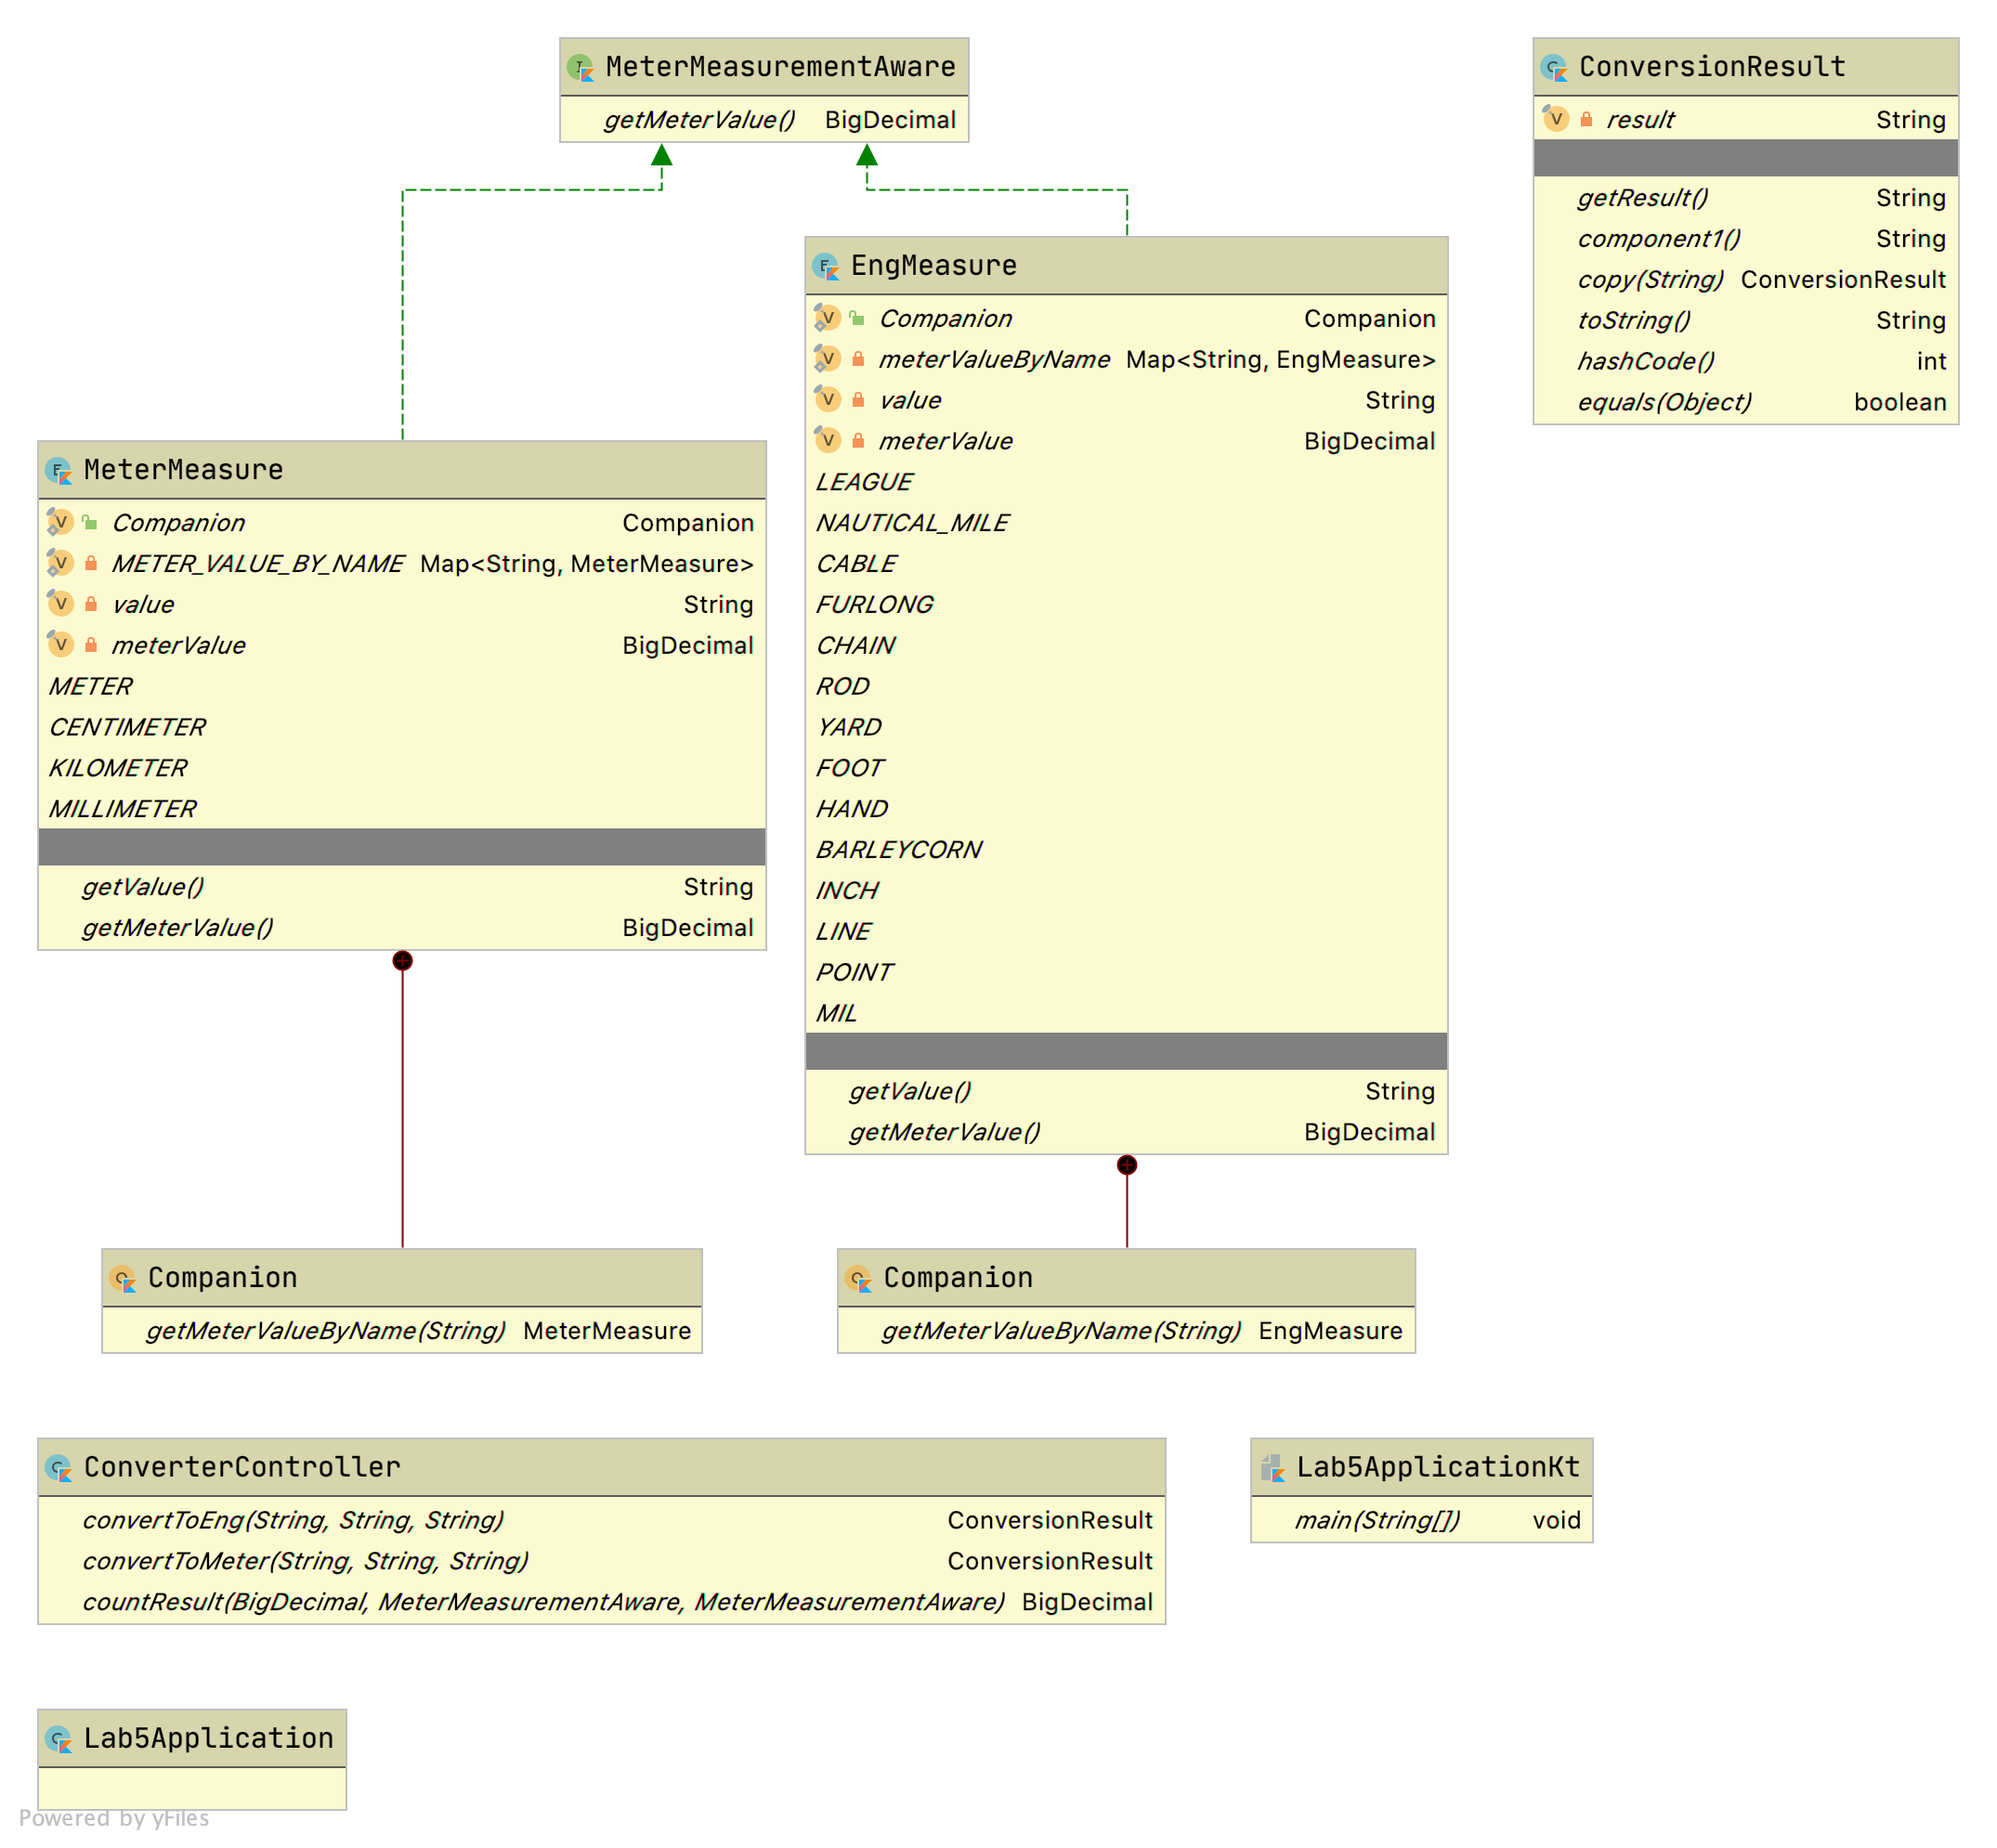 MeterMeasurementAware
getMeterValue() BigDecimal
ConversionResult
result String
getResult() String
component1() String
copy(String) ConversionResult
toString() String
hashCode() int
equals(Object) boolean
EngMeasure
Companion Companion
meterValueByName Map<String, EngMeasure>
value String
meterValue BigDecimal
LEAGUE
NAUTICAL_MILE
CABLE
FURLONG
CHAIN
ROD
YARD
FOOT
HAND
BARLEYCORN
INCH
LINE
POINT
MIL
getValue() String
getMeterValue() BigDecimal
MeterMeasure
Companion Companion
METER_VALUE_BY_NAME Map<String, MeterMeasure>
value String
meterValue BigDecimal
METER
CENTIMETER
KILOMETER
MILLIMETER
getValue() String
getMeterValue() BigDecimal
Companion
getMeterValueByName(String) MeterMeasure
Companion
getMeterValueByName(String) EngMeasure
ConverterController
convertToEng(String, String, String) ConversionResult
convertToMeter(String, String, String) ConversionResult
countResult(BigDecimal, MeterMeasurementAware, MeterMeasurementAware) BigDecimal
Lab5ApplicationKt
main(String[]) void
Lab5Application
Powered by yFiles